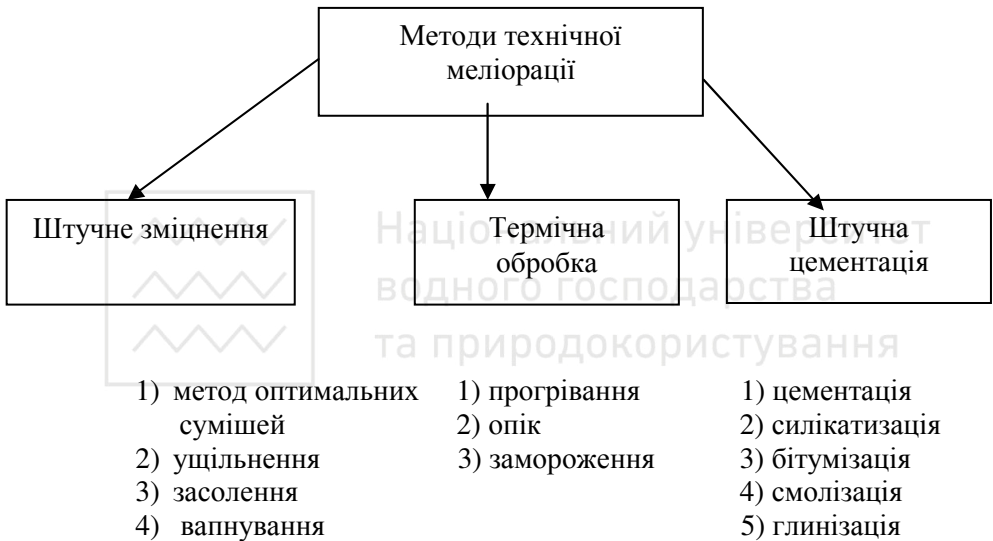 Методи технічної
меліорації
Штучне зміцнення
Термічна
обробка
Штучна
цементація
Національний університет
водного господарства
та природокористування
1) метод оптимальних
сумішей
2) ущільнення
3) засолення
4) вапнування
1) прогрівання
2) опік
3) замороження
1) цементація
2) силікатизація
3) бітумізація
4) смолізація
5) глинізація